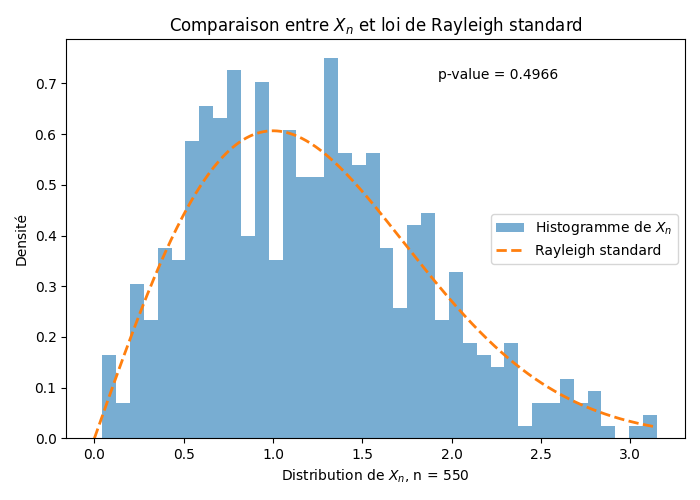 Comparaison entre Xₙ et loi de Rayleigh standard
p-value = 0.4966
Densité
0.7
0.6
0.5
0.4
0.3
0.2
0.1
0.0
Histogramme de Xₙ
Rayleigh standard
0.0 0.5 1.0 1.5 2.0 2.5 3.0
Distribution de Xₙ, n = 550